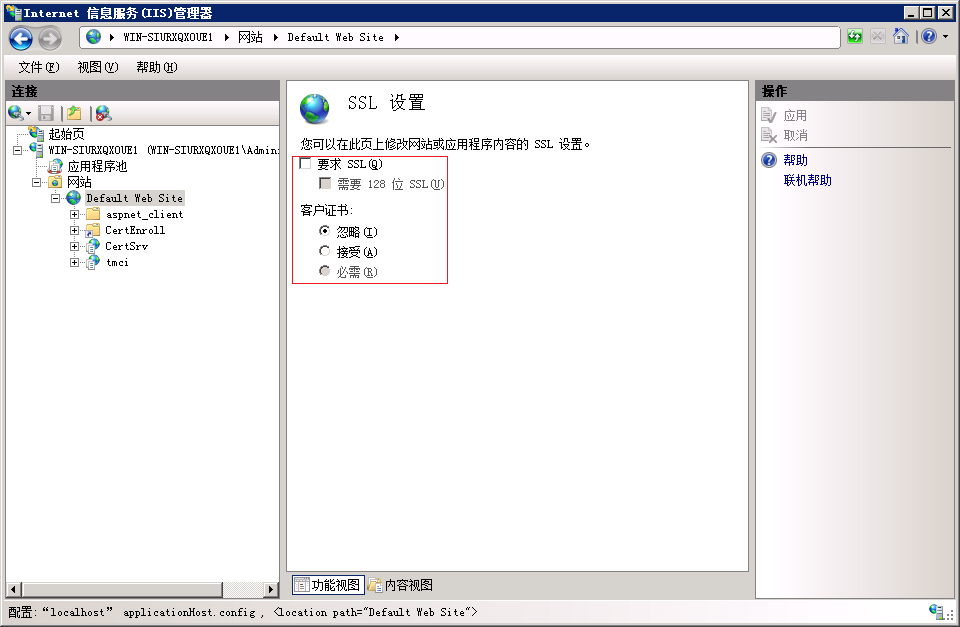 Internet 信息服务(IIS)管理器
WIN-SIURXQXOUE1 网站 Default Web Site
文件(F) 视图(V) 帮助(H)
连接
起始页
WIN-SIURXQXOUE1 (WIN-SIURXQXOUE1\Admin
应用程序池
网站
Default Web Site
aspnet_client
CertEnroll
CertSrv
tmci
SSL 设置
您可以在此页上修改网站或应用程序内容的 SSL 设置。
要求 SSL(Q)
需要 128 位 SSL(U)
客户证书:
忽略(I)
接受(A)
必需(R)
功能视图 内容视图
操作
应用
取消
帮助
联机帮助
配置:“localhost” applicationHost.config , <location path="Default Web Site">